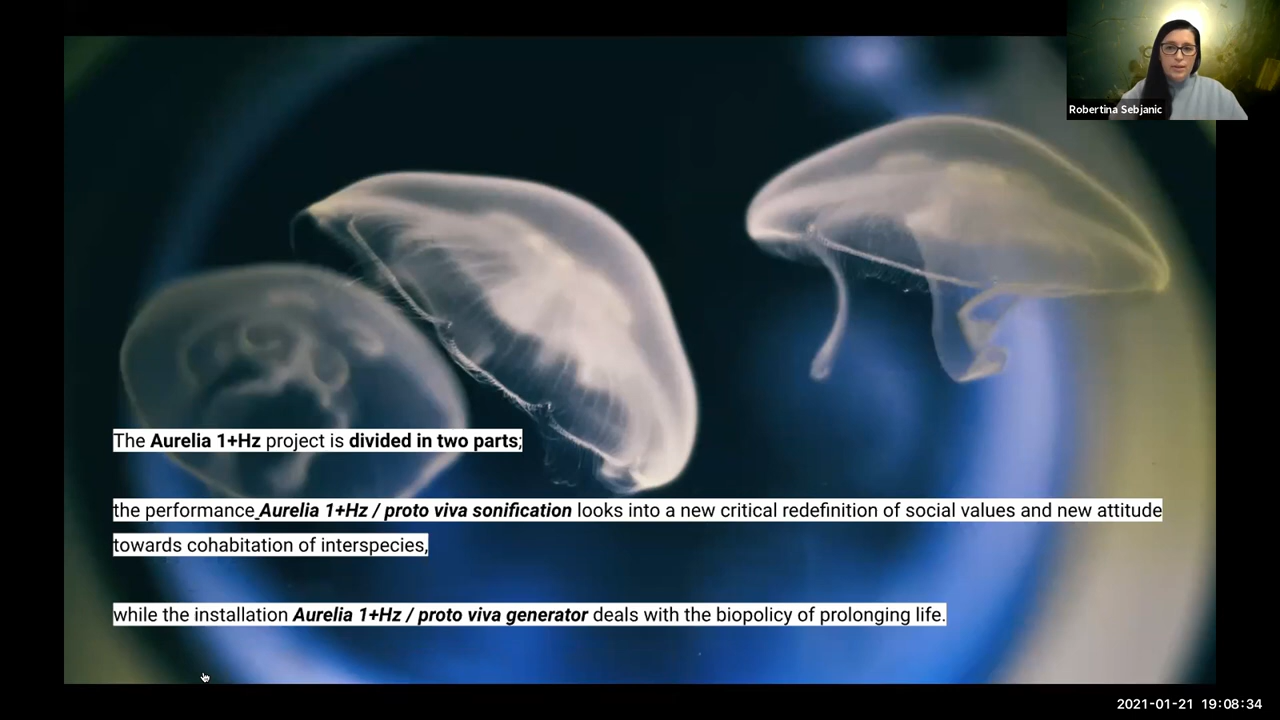 Robertina Sebjanic
The Aurelia 1+Hz project is divided in two parts;
the performance Aurelia 1+Hz / proto viva sonification looks into a new critical redefinition of social values and new attitude
towards cohabitation of interspecies,
while the installation Aurelia 1+Hz / proto viva generator deals with the biopolicy of prolonging life.
2021-01-21 19:08:34